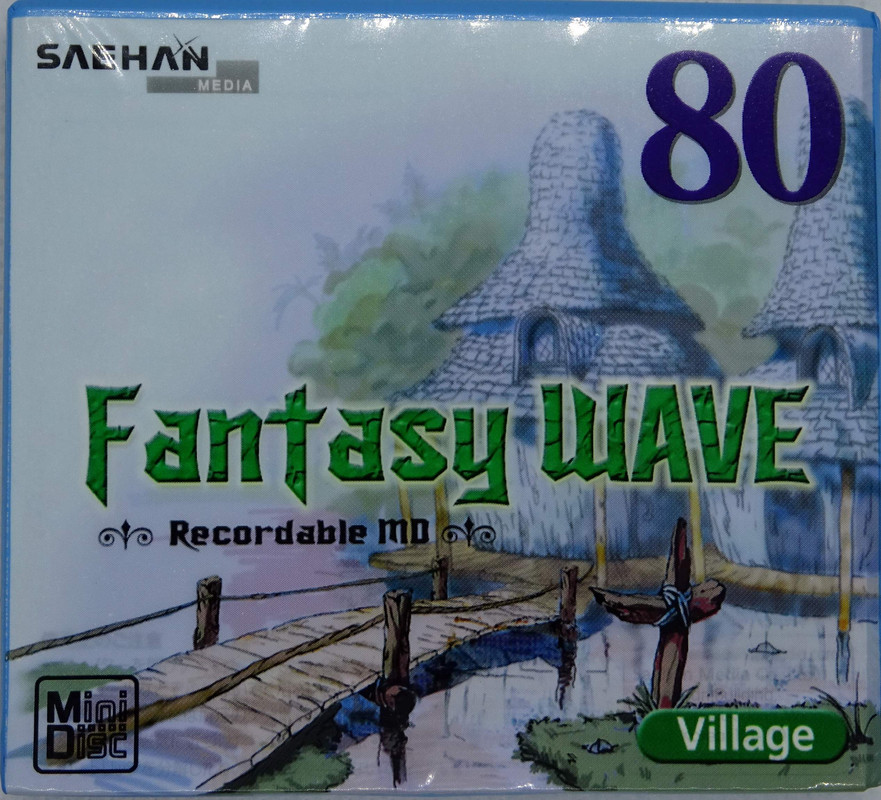 SAEHAN
MEDIA
80
Fantasy WAVE
Recordable MD
Mini
Disc
Village